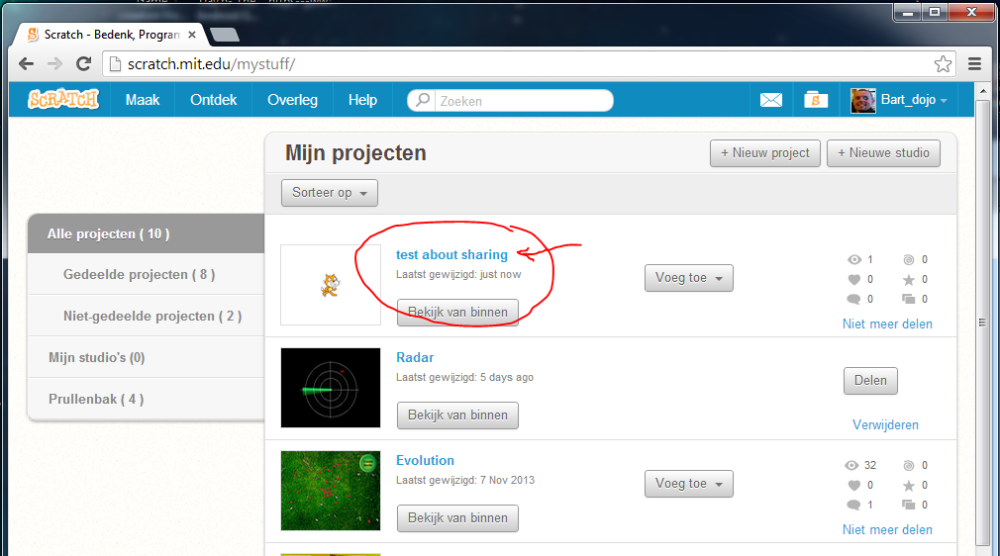 Scratch - Bedenk, Program
scratch.mit.edu/mystuff/
SCRATCH Maak Ontdek Overleg Help Zoeken Bart_dojo
Mijn projecten + Nieuw project + Nieuwe studio
Sorteer op
Alle projecten ( 10 )
Gedeelde projecten ( 8 )
Niet-gedeelde projecten ( 2 )
Mijn studio's (0)
Prullenbak ( 4 )
test about sharing
Laatst gewijzigd: just now
Bekijk van binnen
Voeg toe
1 0
0 0
0 0
Niet meer delen
Radar
Laatst gewijzigd: 5 days ago
Bekijk van binnen
Delen
Verwijderen
Evolution
Laatst gewijzigd: 7 Nov 2013
Bekijk van binnen
Voeg toe
32 0
0 0
1 0
Niet meer delen